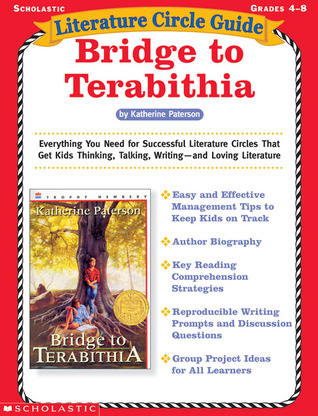 SCHOLASTIC
GRADES 4–8
Literature Circle Guide
Bridge to
Terabithia
by Katherine Paterson
Everything You Need for Successful Literature Circles That
Get Kids Thinking, Talking, Writing—and Loving Literature
TROPHY NEWBERY
Katherine Paterson
Bridge to
TERABITHIA
Easy and Effective
Management Tips to
Keep Kids on Track
Author Biography
Key Reading
Comprehension
Strategies
Reproducible Writing
Prompts and Discussion
Questions
Group Project Ideas
for All Learners
SCHOLASTIC